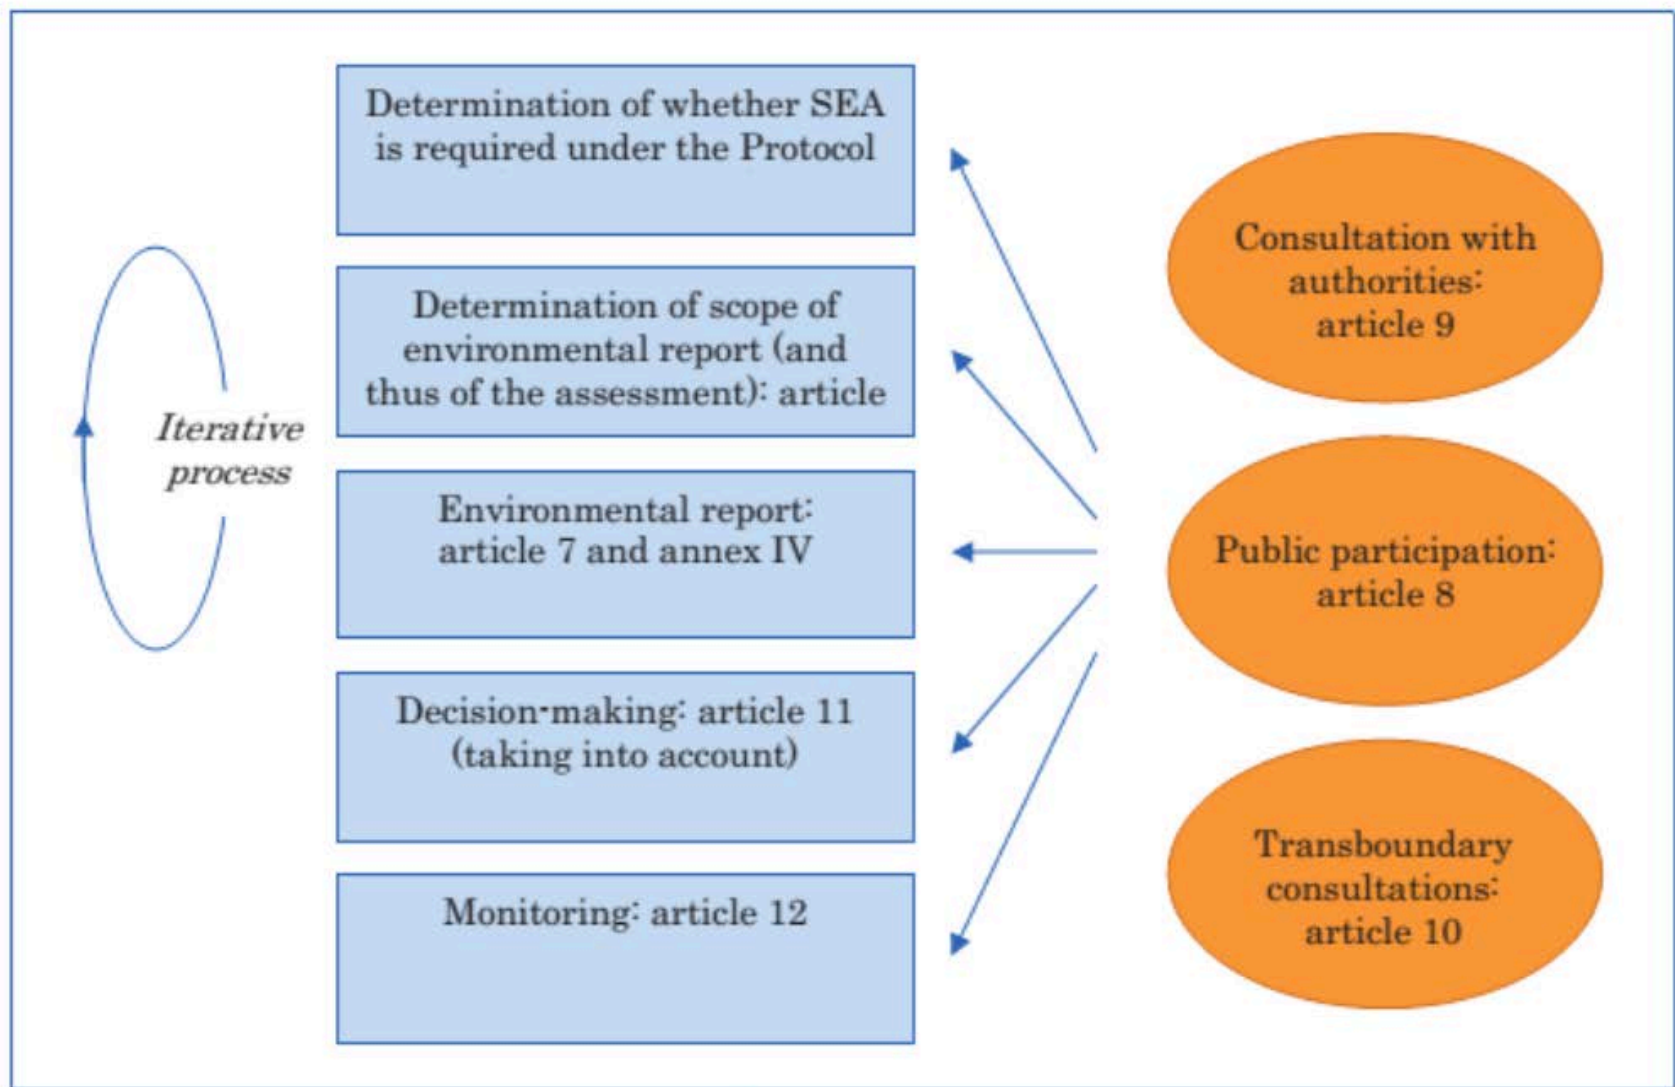 Determination of whether SEA
is required under the Protocol
Determination of scope of
environmental report (and
thus of the assessment): article
Iterative
process
Environmental report:
article 7 and annex IV
Decision-making: article 11
(taking into account)
Monitoring: article 12
Consultation with
authorities:
article 9
Public participation:
article 8
Transboundary
consultations:
article 10